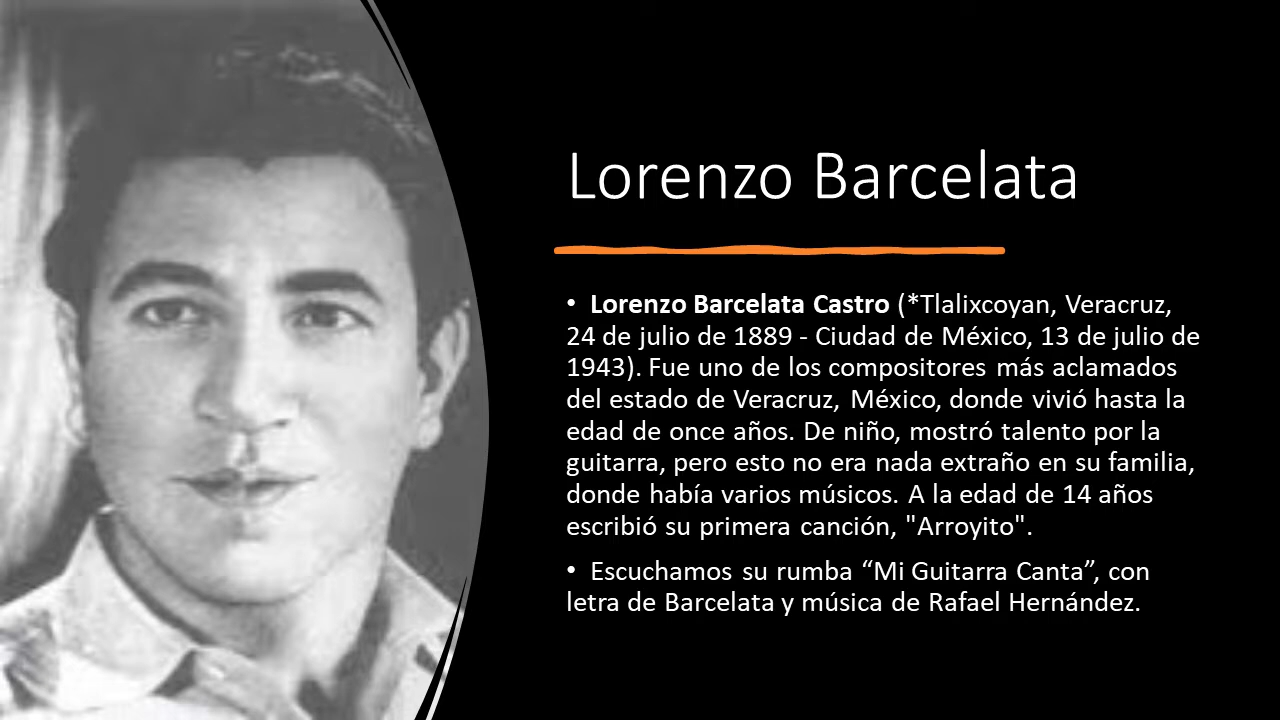 Lorenzo Barcelata
• Lorenzo Barcelata Castro (*Tlalixcoyan, Veracruz,
24 de julio de 1889 - Ciudad de México, 13 de julio de
1943). Fue uno de los compositores más aclamados
del estado de Veracruz, México, donde vivió hasta la
edad de once años. De niño, mostró talento por la
guitarra, pero esto no era nada extraño en su familia,
donde había varios músicos. A la edad de 14 años
escribió su primera canción, "Arroyito".
• Escuchamos su rumba “Mi Guitarra Canta”, con
letra de Barcelata y música de Rafael Hernández.